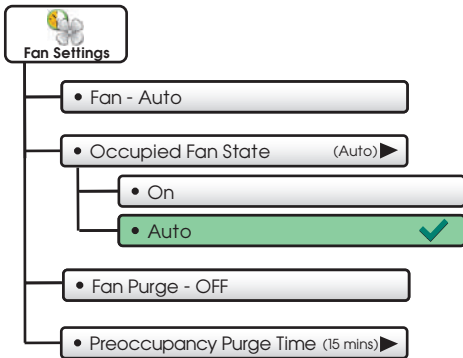 Fan Settings
• Fan - Auto
• Occupied Fan State (Auto)
• On
• Auto
• Fan Purge - OFF
• Preoccupancy Purge Time (15 mins)